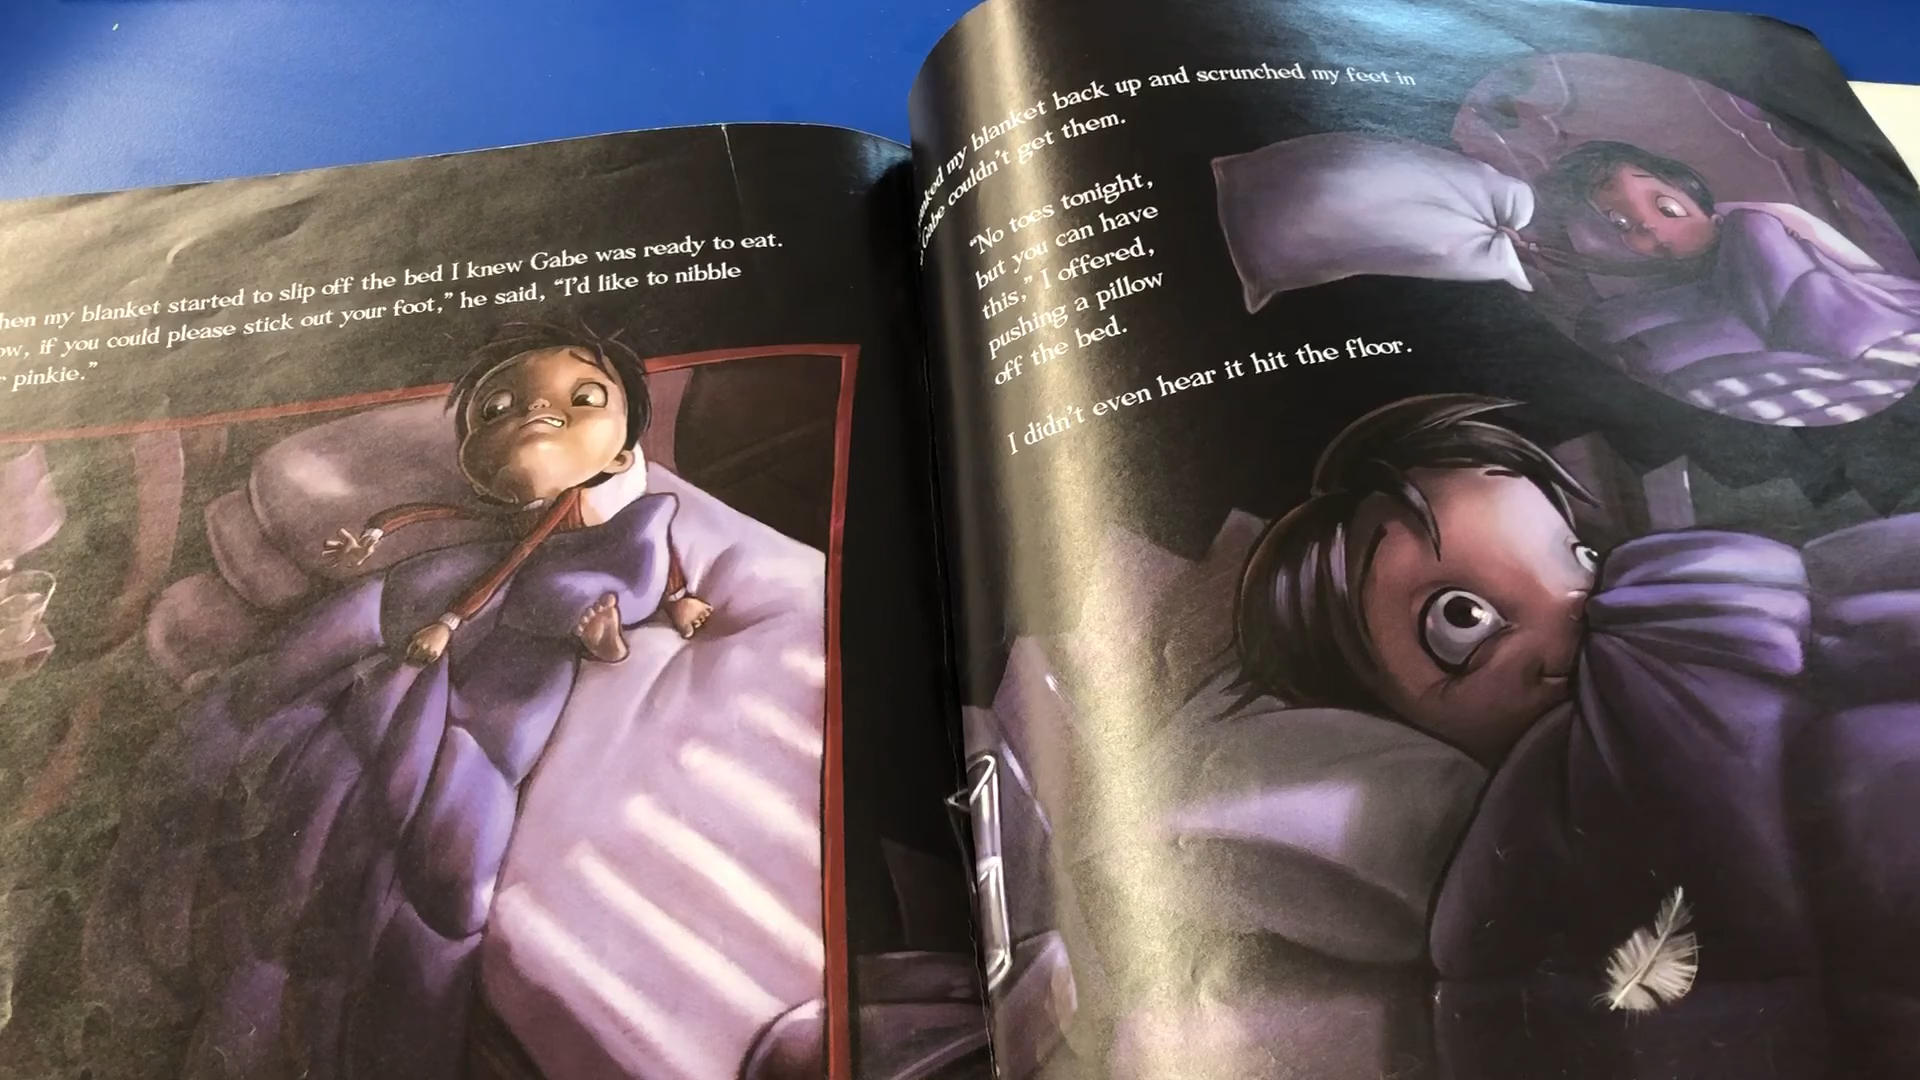 hen my blanket started to slip off the bed I knew Gabe was ready to eat.
ow, if you could please stick out your foot,” he said, “I’d like to nibble
pinkie.”
my blanket back up and scrunched my feet in
Gabe couldn’t get them.
“No toes tonight,
but you can have
this,” I offered,
pushing a pillow
off the bed.
I didn’t even hear it hit the floor.